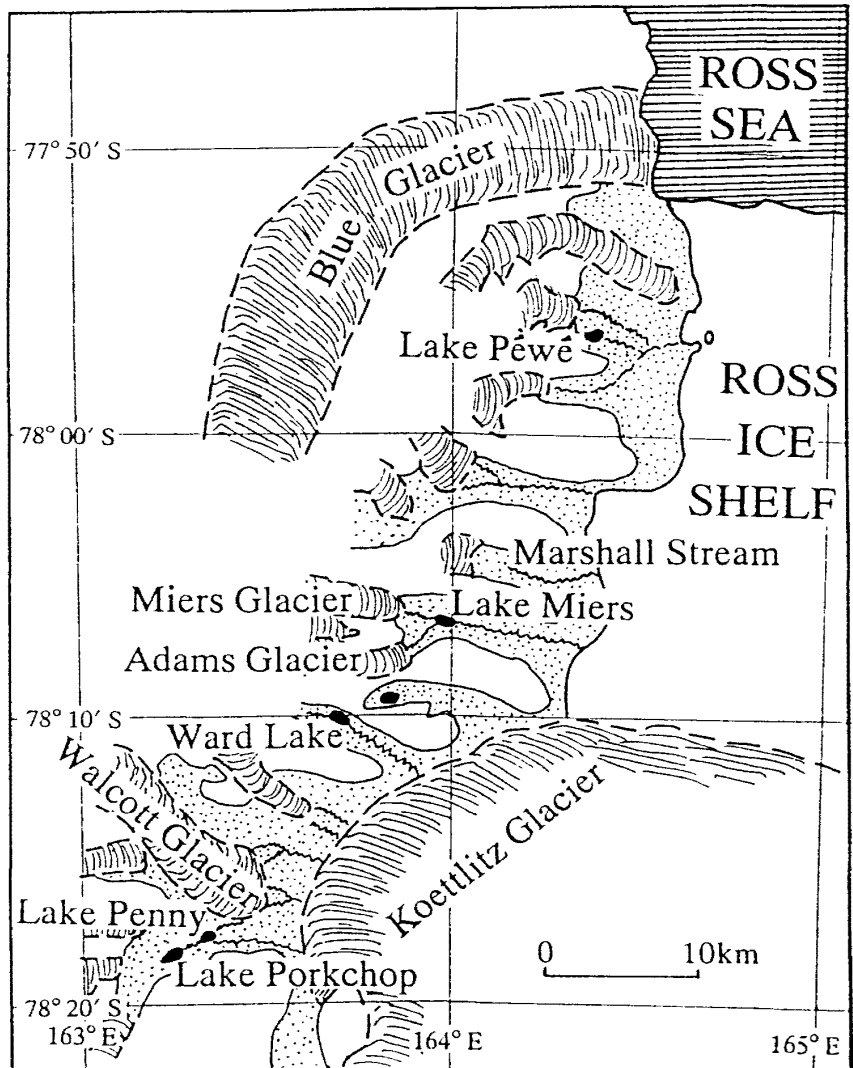 ROSS
SEA
77° 50' S
Blue Glacier
Lake Péwé
ROSS
ICE
SHELF
78° 00' S
Marshall Stream
Miers Glacier
Lake Miers
Adams Glacier
78° 10' S
Ward Lake
Walcott Glacier
Koettlitz Glacier
Lake Penny
0 10km
Lake Porkchop
78° 20' S
163° E
164° E
165° E